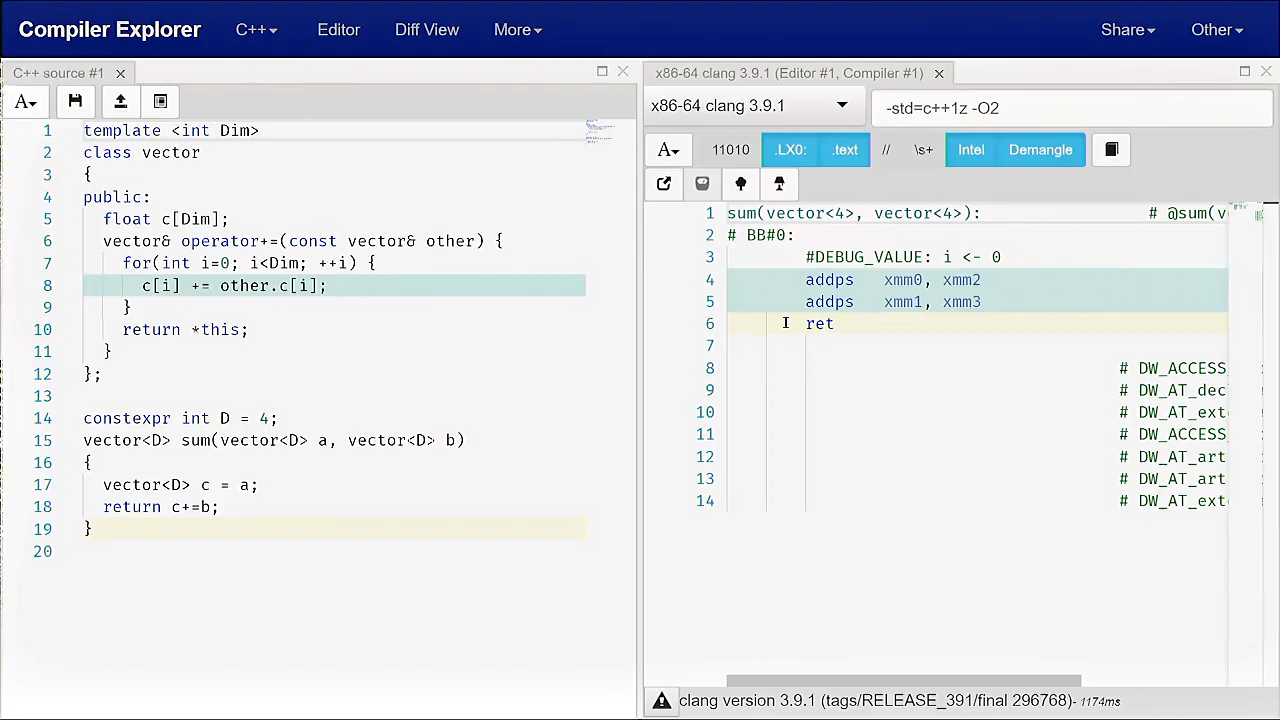 Compiler Explorer C++ Editor Diff View More Share Other
C++ source #1
A
1 template <int Dim>
2 class vector
3 {
4 public:
5 float c[Dim];
6 vector& operator+=(const vector& other) {
7 for(int i=0; i<Dim; ++i) {
8 c[i] += other.c[i];
9 }
10 return *this;
11 }
12 };
13
14 constexpr int D = 4;
15 vector<D> sum(vector<D> a, vector<D> b)
16 {
17 vector<D> c = a;
18 return c+=b;
19 }
20
x86-64 clang 3.9.1 (Editor #1, Compiler #1)
x86-64 clang 3.9.1 -std=c++1z -O2
A 11010 .LX0: .text // \s+ Intel Demangle
1 sum(vector<4>, vector<4>): # @sum(v
2 # BB#0:
3 #DEBUG_VALUE: i <- 0
4 addps xmm0, xmm2
5 addps xmm1, xmm3
6 ret
7
8 # DW_ACCESS_
9 # DW_AT_dec
10 # DW_AT_ext
11 # DW_ACCESS_
12 # DW_AT_art
13 # DW_AT_art
14 # DW_AT_ext
clang version 3.9.1 (tags/RELEASE_391/final 296768)- 1174ms